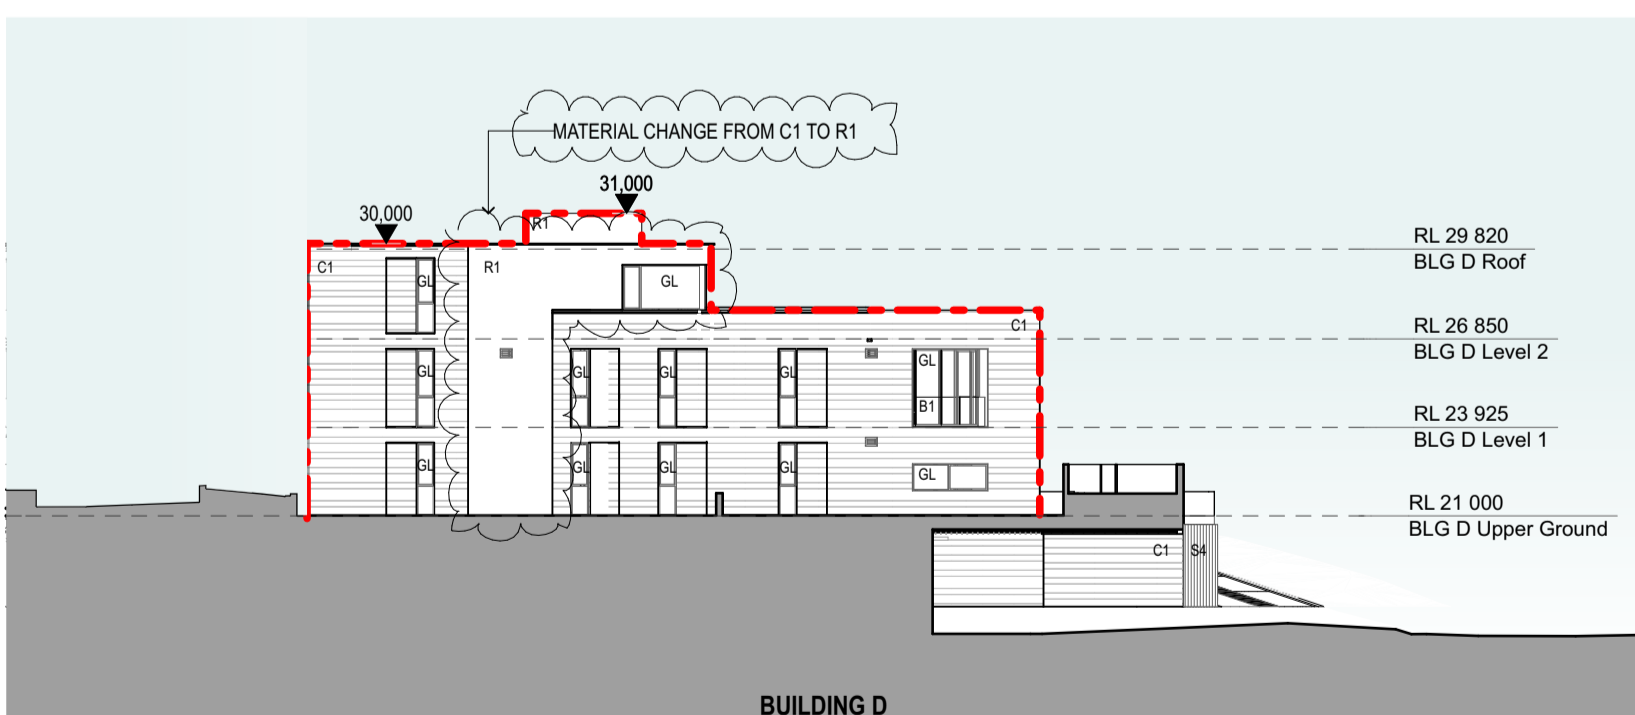 MATERIAL CHANGE FROM C1 TO R1
31,000
30,000
R1
RL 29 820
BLG D Roof
C1
GL
R1
GL
C1
RL 26 850
BLG D Level 2
GL
GL
GL
GL
GL
B1
RL 23 925
BLG D Level 1
GL
GL
GL
GL
GL
RL 21 000
BLG D Upper Ground
C1
S4
BUILDING D